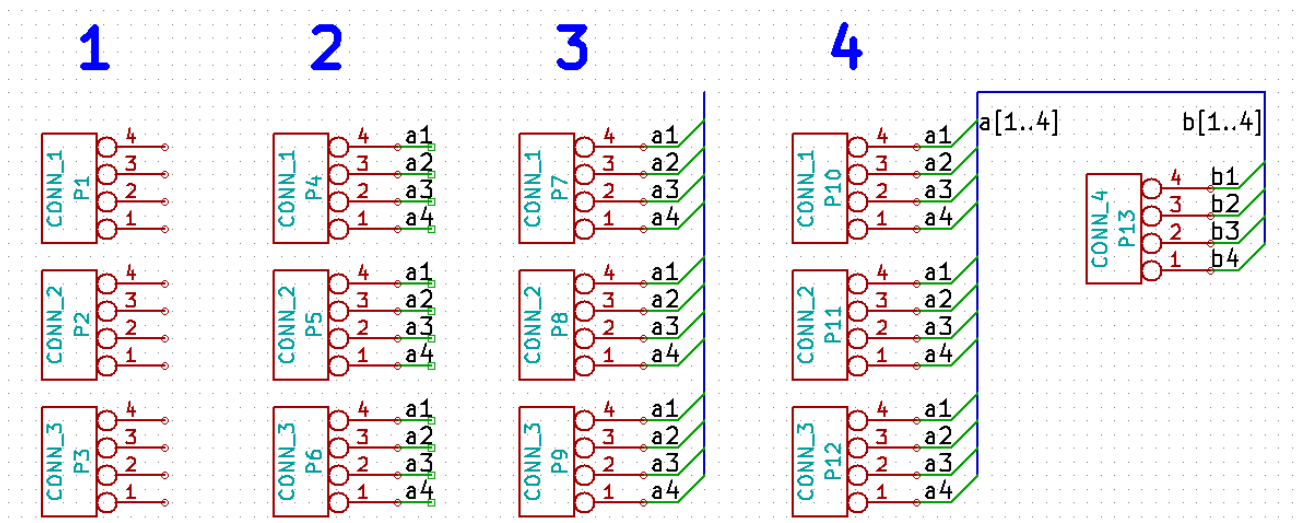 1 2 3 4
a[1..4] b[1..4]
CONN_1 P1 4 3 2 1
CONN_1 P4 4 3 2 1 a1 a2 a3 a4
CONN_1 P7 4 3 2 1 a1 a2 a3 a4
CONN_1 P10 4 3 2 1 a1 a2 a3 a4
CONN_4 P13 4 3 2 1 b1 b2 b3 b4
CONN_2 P2 4 3 2 1
CONN_2 P5 4 3 2 1 a1 a2 a3 a4
CONN_2 P8 4 3 2 1 a1 a2 a3 a4
CONN_2 P11 4 3 2 1 a1 a2 a3 a4
CONN_3 P3 4 3 2 1
CONN_3 P6 4 3 2 1 a1 a2 a3 a4
CONN_3 P9 4 3 2 1 a1 a2 a3 a4
CONN_3 P12 4 3 2 1 a1 a2 a3 a4